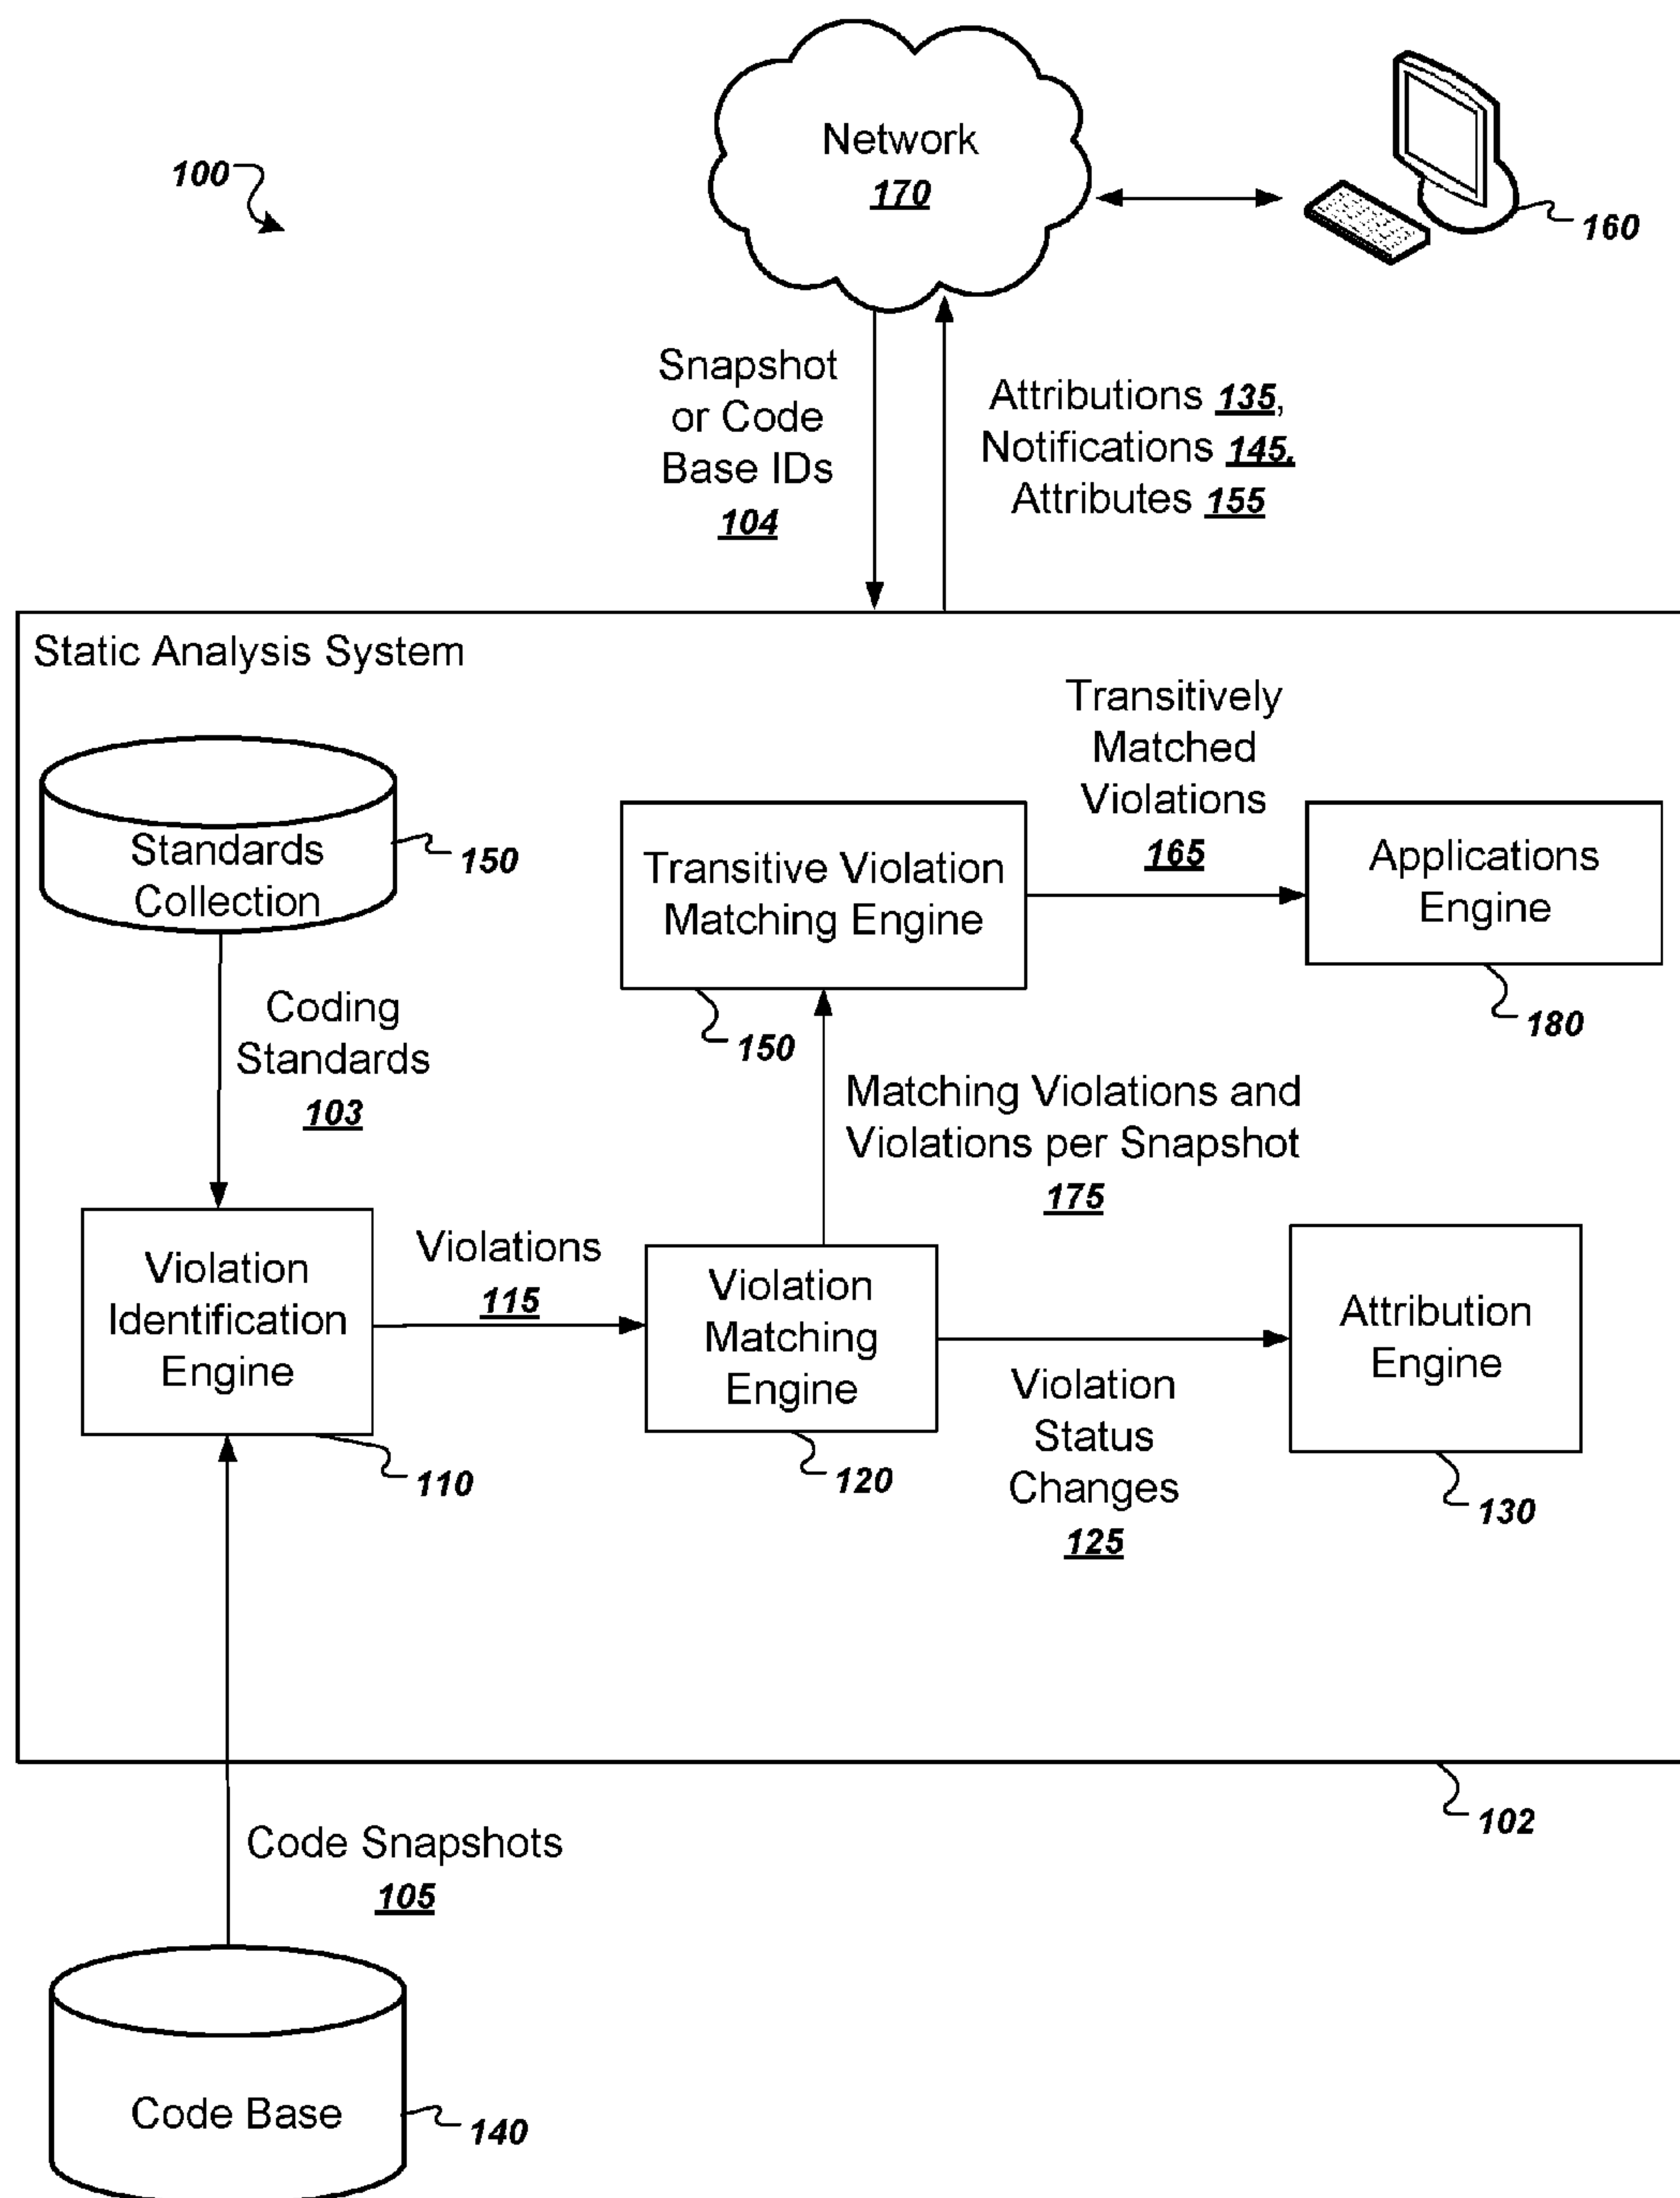 100
Network
170
160
Snapshot
or Code
Base IDs
104
Attributions 135,
Notifications 145,
Attributes 155
Static Analysis System
Standards
Collection
150
Coding
Standards
103
Transitive Violation
Matching Engine
150
Transitively
Matched
Violations
165
Applications
Engine
180
Matching Violations and
Violations per Snapshot
175
Violation
Identification
Engine
110
Violations
115
Violation
Matching
Engine
120
Violation
Status
Changes
125
Attribution
Engine
130
102
Code Snapshots
105
Code Base
140